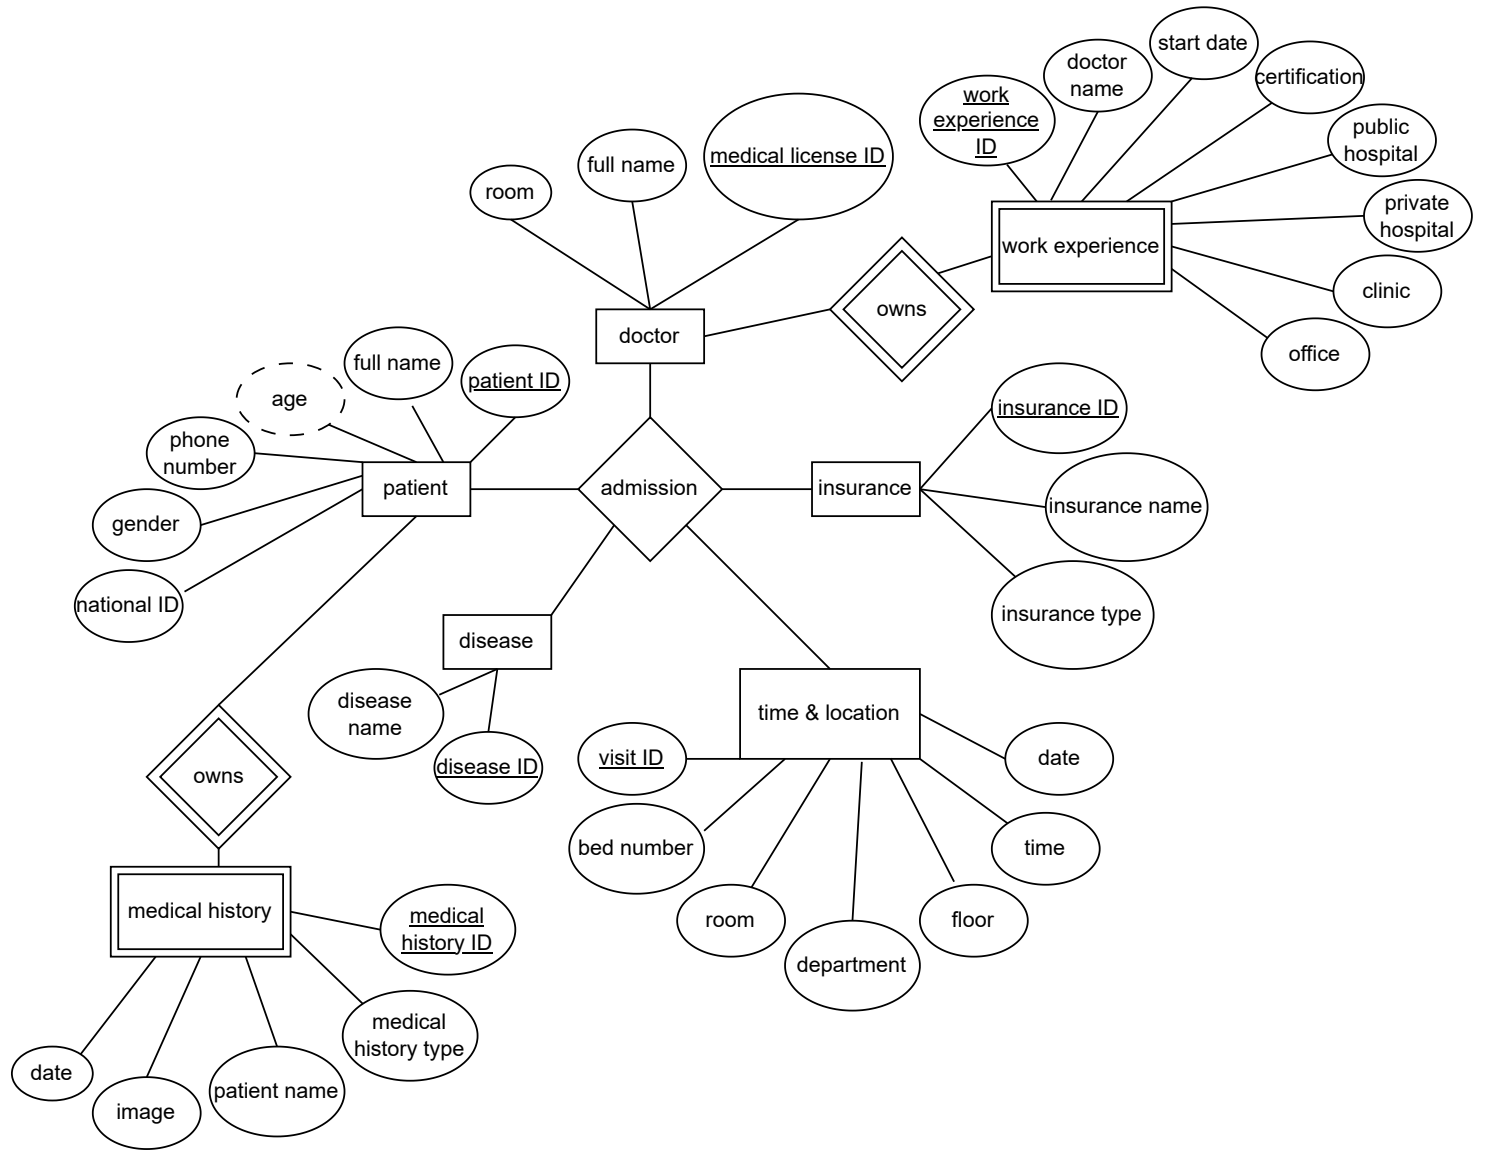 start date
doctor
name
certification
work
experience
ID
public
hospital
full name
medical license ID
room
private
hospital
work experience
clinic
owns
doctor
office
full name
patient ID
age
insurance ID
phone
number
patient
admission
insurance
insurance name
gender
national ID
insurance type
disease
disease
name
time & location
visit ID
date
disease ID
owns
bed number
time
medical history
medical
history ID
room
floor
department
medical
history type
date
image
patient name